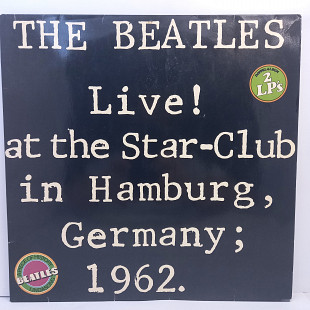 THE BEATLES
2
LPs
Live!
at the Star-Club
in Hamburg,
Germany;
1962.
BEATLES